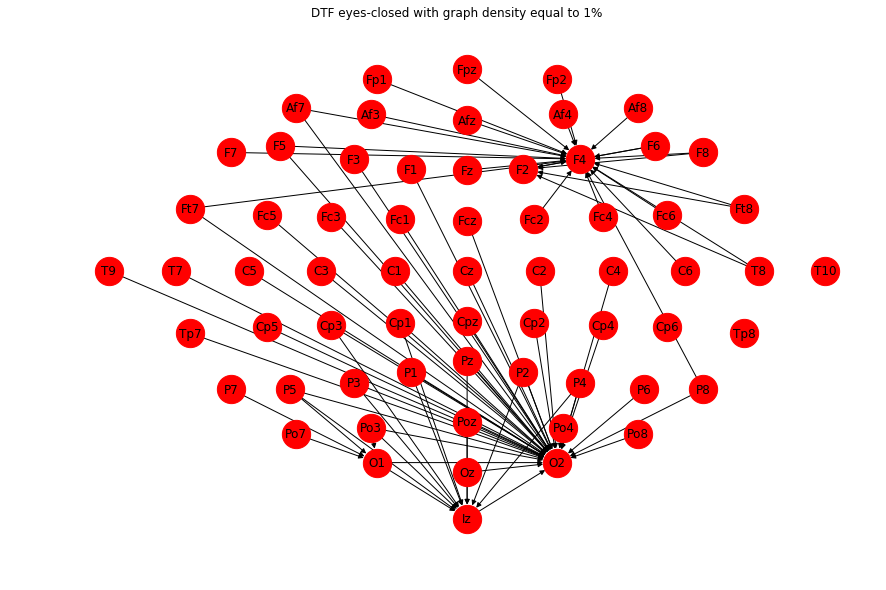 DTF eyes-closed with graph density equal to 1%
Fp1 Fpz Fp2
Af7 Af3 Afz Af4 Af8
F7 F5 F3 F1 Fz F2 F4 F6 F8
Ft7 Fc5 Fc3 Fc1 Fcz Fc2 Fc4 Fc6 Ft8
T9 T7 C5 C3 C1 Cz C2 C4 C6 T8 T10
Tp7 Cp5 Cp3 Cp1 Cpz Cp2 Cp4 Cp6 Tp8
P7 P5 P3 P1 Pz P2 P4 P6 P8
Po7 Po3 Poz Po4 Po8
O1 Oz O2
Iz